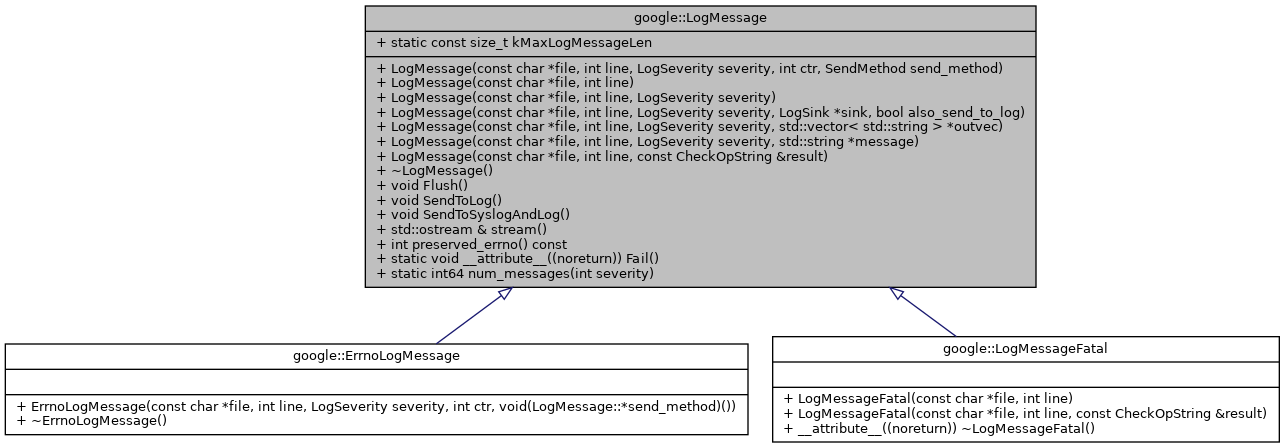 google::LogMessage
+ static const size_t kMaxLogMessageLen
+ LogMessage(const char *file, int line, LogSeverity severity, int ctr, SendMethod send_method)
+ LogMessage(const char *file, int line)
+ LogMessage(const char *file, int line, LogSeverity severity)
+ LogMessage(const char *file, int line, LogSeverity severity, LogSink *sink, bool also_send_to_log)
+ LogMessage(const char *file, int line, LogSeverity severity, std::vector< std::string > *outvec)
+ LogMessage(const char *file, int line, LogSeverity severity, std::string *message)
+ LogMessage(const char *file, int line, const CheckOpString &result)
+ ~LogMessage()
+ void Flush()
+ void SendToLog()
+ void SendToSyslogAndLog()
+ std::ostream & stream()
+ int preserved_errno() const
+ static void __attribute__((noreturn)) Fail()
+ static int64 num_messages(int severity)
google::ErrnoLogMessage
+ ErrnoLogMessage(const char *file, int line, LogSeverity severity, int ctr, void(LogMessage::*send_method)())
+ ~ErrnoLogMessage()
google::LogMessageFatal
+ LogMessageFatal(const char *file, int line)
+ LogMessageFatal(const char *file, int line, const CheckOpString &result)
+ __attribute__((noreturn)) ~LogMessageFatal()